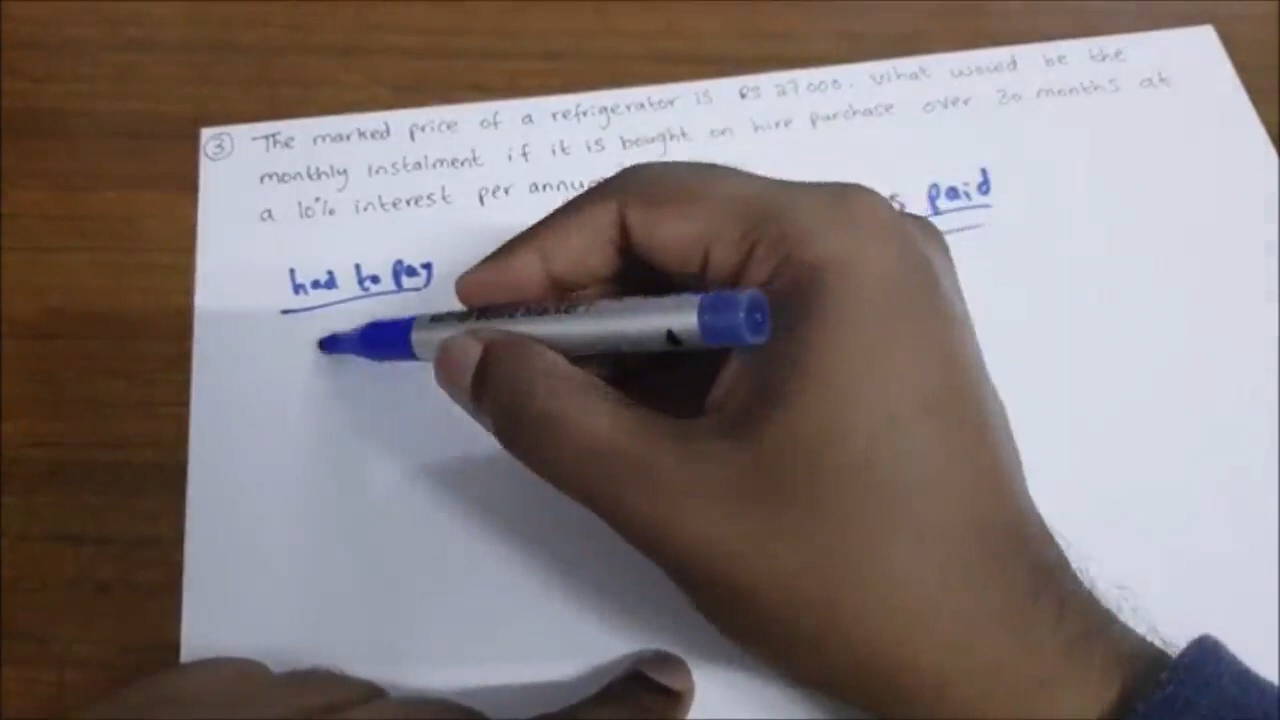 ③ The marked price of a refrigerator is Rs 27000. What would be the
monthly instalment if it is bought on hire purchase over 20 months at
a 10% interest per annu
s paid
had to pay